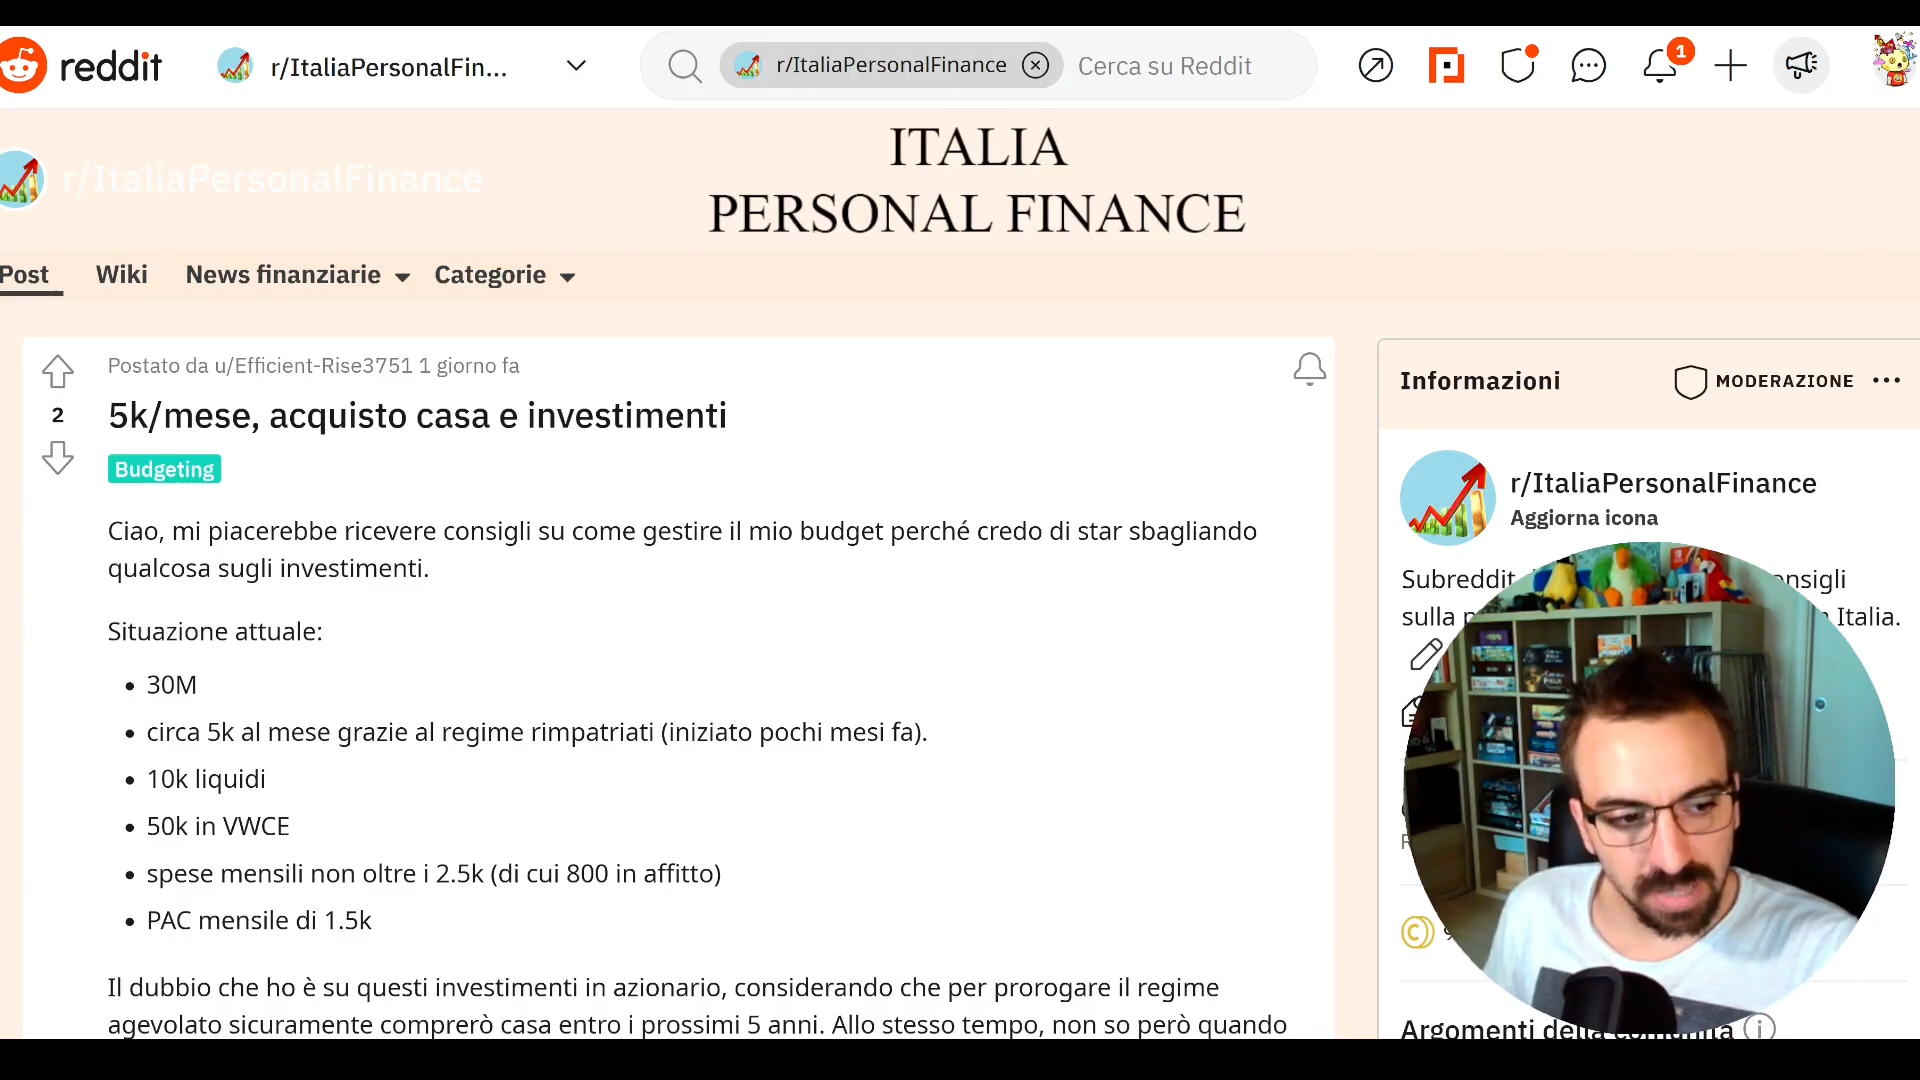 reddit
r/ItaliaPersonalFin...
r/ItaliaPersonalFinance
Cerca su Reddit
1
r/ItaliaPersonalFinance
ITALIA
PERSONAL FINANCE
Post
Wiki
News finanziarie
Categorie
Postato da u/Efficient-Rise3751 1 giorno fa
2
5k/mese, acquisto casa e investimenti
Budgeting
Ciao, mi piacerebbe ricevere consigli su come gestire il mio budget perché credo di star sbagliando
qualcosa sugli investimenti.
Situazione attuale:
• 30M
• circa 5k al mese grazie al regime rimpatriati (iniziato pochi mesi fa).
• 10k liquidi
• 50k in VWCE
• spese mensili non oltre i 2.5k (di cui 800 in affitto)
• PAC mensile di 1.5k
Il dubbio che ho è su questi investimenti in azionario, considerando che per prorogare il regime
agevolato sicuramente comprerò casa entro i prossimi 5 anni. Allo stesso tempo, non so però quando
Informazioni
MODERAZIONE
r/ItaliaPersonalFinance
Aggiorna icona
Subreddit
sulla
Italia.
Argomenti della comunità